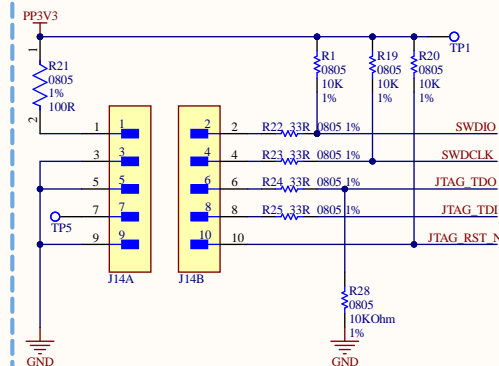 PP3V3
TP1
1
R21
0805
1%
100R
2
R1
0805
10K
1%
R19
0805
10K
1%
R20
0805
10K
1%
1 1
2 2 R22 33R 0805 1% SWDIO
3 3
4 4 R23 33R 0805 1% SWDCLK
5 5
6 6 R24 33R 0805 1% JTAG_TDO
TP5
7 7
8 8 R25 33R 0805 1% JTAG_TDI
9 9
10 10 JTAG_RST_N
J14A
J14B
R28
0805
10KOhm
1%
GND
GND